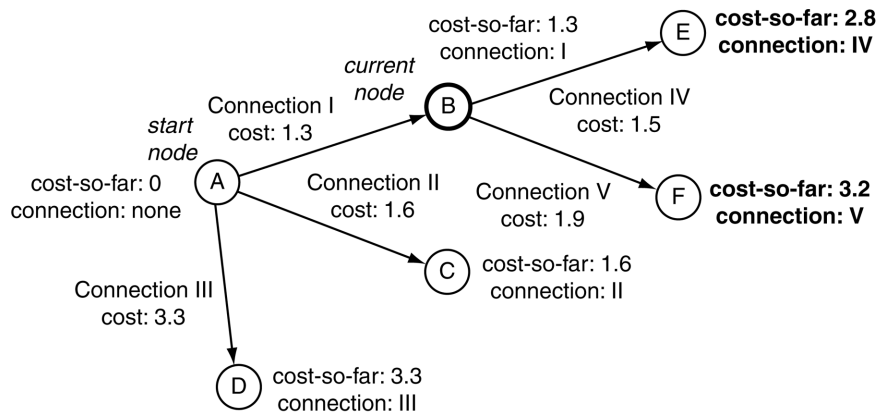 cost-so-far: 1.3
connection: I
E
cost-so-far: 2.8
connection: IV
current
node
B
Connection I
cost: 1.3
Connection IV
cost: 1.5
start
node
A
cost-so-far: 0
connection: none
Connection II
cost: 1.6
Connection V
cost: 1.9
F
cost-so-far: 3.2
connection: V
C
cost-so-far: 1.6
connection: II
Connection III
cost: 3.3
D
cost-so-far: 3.3
connection: III